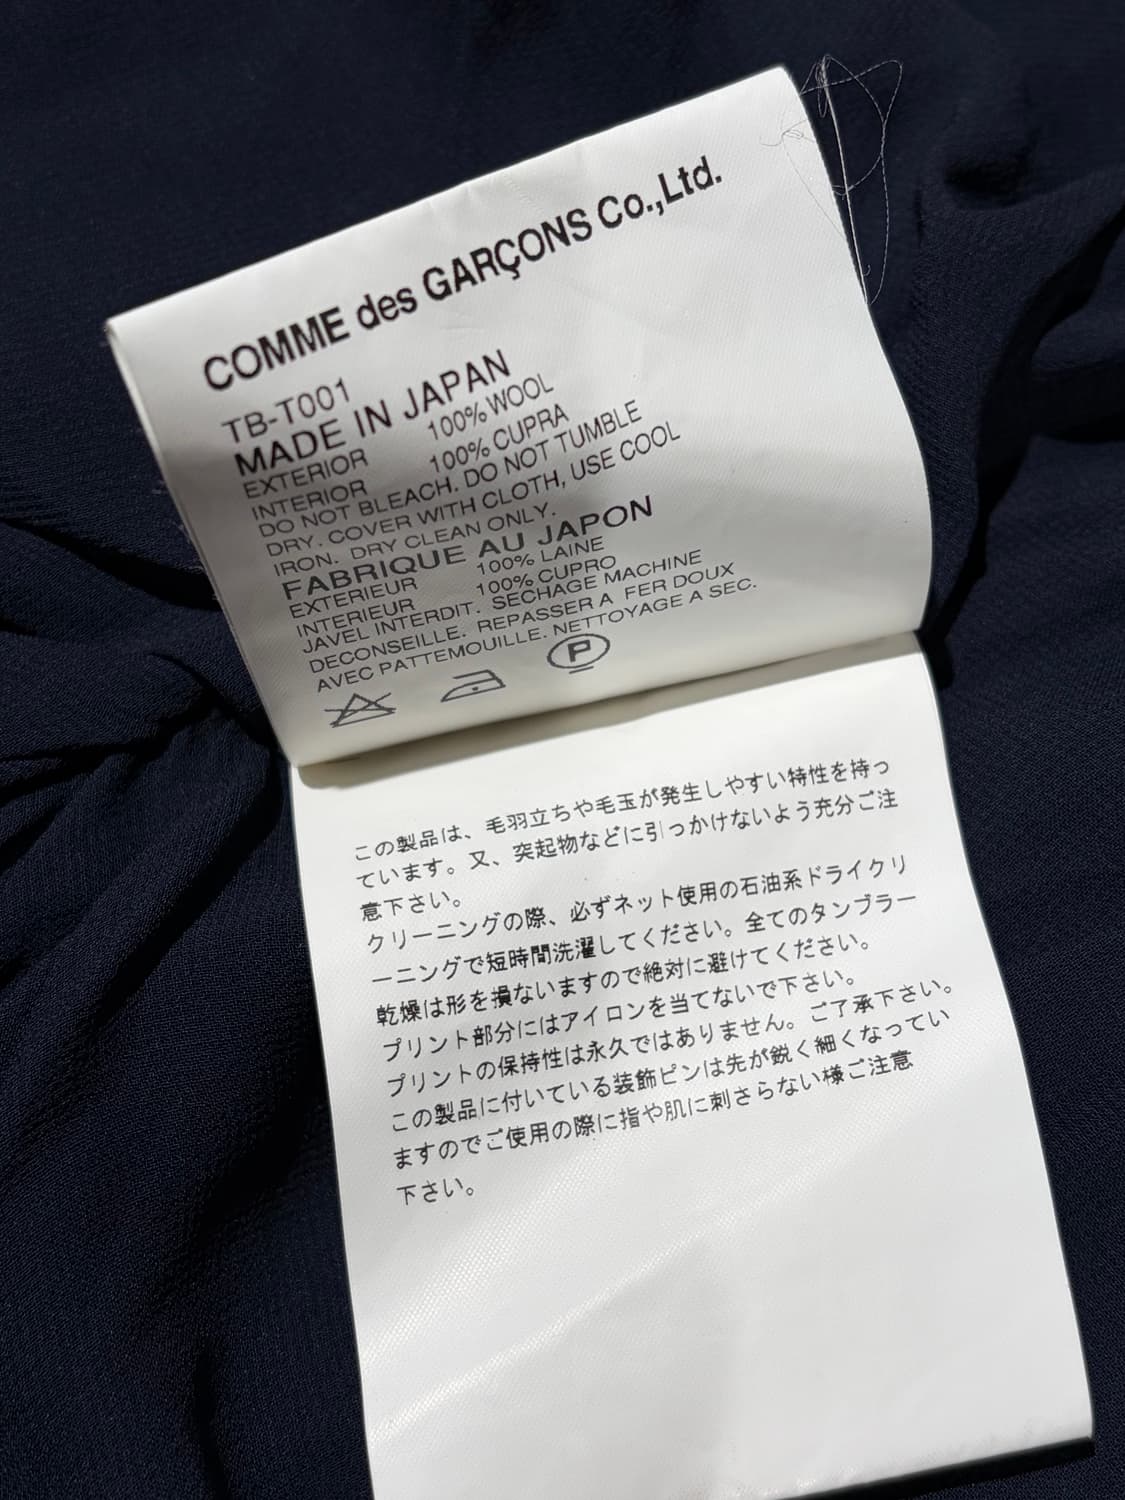 COMME des GARÇONS Co.,Ltd.
TB-T001
MADE IN JAPAN
EXTERIOR 100% WOOL
INTERIOR 100% CUPRA
DO NOT BLEACH. DO NOT TUMBLE
DRY. COVER WITH CLOTH, USE COOL
IRON. DRY CLEAN ONLY.
FABRIQUE AU JAPON
EXTERIEUR 100% LAINE
INTERIEUR 100% CUPRO
JAVEL INTERDIT. SECHAGE MACHINE
DECONSEILLE. REPASSER A FER DOUX
AVEC PATTEMOUILLE. NETTOYAGE A SEC.
P
この製品は、毛羽立ちや毛玉が発生しやすい特性を持っ
ています。又、突起物などに引っかけないよう充分ご注
意下さい。
クリーニングの際、必ずネット使用の石油系ドライクリ
ーニングで短時間洗濯してください。全てのタンブラー
乾燥は形を損ないますので絶対に避けてください。
プリント部分にはアイロンを当てないで下さい。
プリントの保持性は永久ではありません。ご了承下さい。
この製品に付いている装飾ピンは先が鋭く細くなってい
ますのでご使用の際に指や肌に刺さらない様ご注意
下さい。